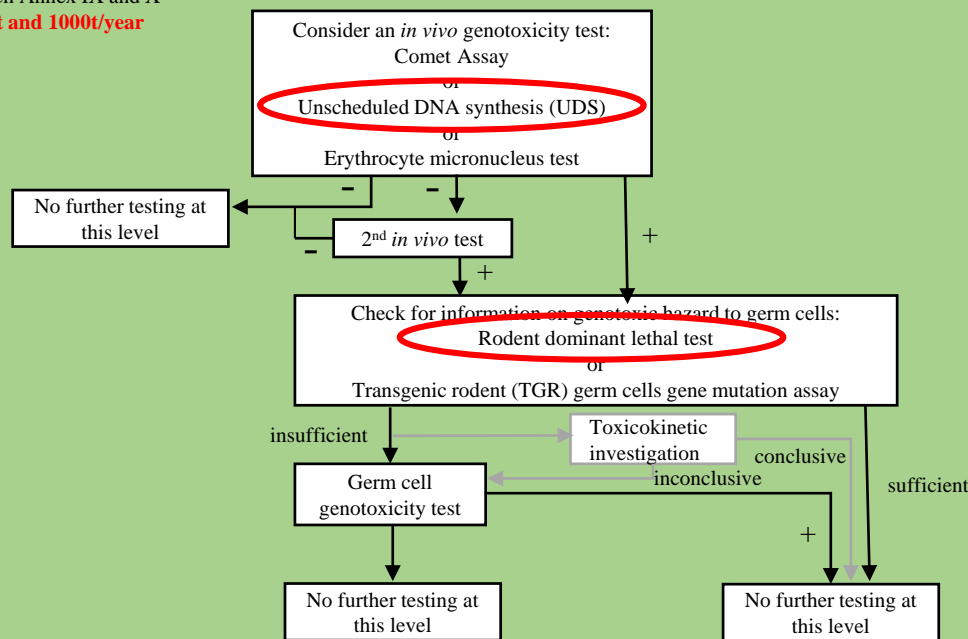 Annex IX and X
and 1000t/year
Consider an in vivo genotoxicity test:
Comet Assay
or
Unscheduled DNA synthesis (UDS)
or
Erythrocyte micronucleus test
-
-
No further testing at
this level
2nd in vivo test
-
+
+
Check for information on genotoxic hazard to germ cells:
Rodent dominant lethal test
or
Transgenic rodent (TGR) germ cells gene mutation assay
insufficient
Toxicokinetic
investigation
conclusive
inconclusive
sufficient
Germ cell
genotoxicity test
+
No further testing at
this level
No further testing at
this level